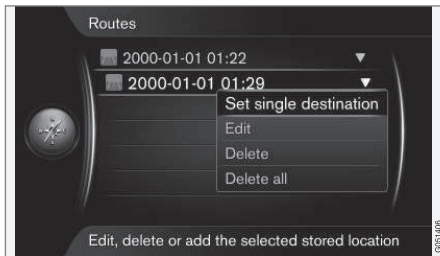 Routes
2000-01-01 01:22
2000-01-01 01:29
Set single destination
Edit
Delete
Delete all
Edit, delete or add the selected stored location
G051406